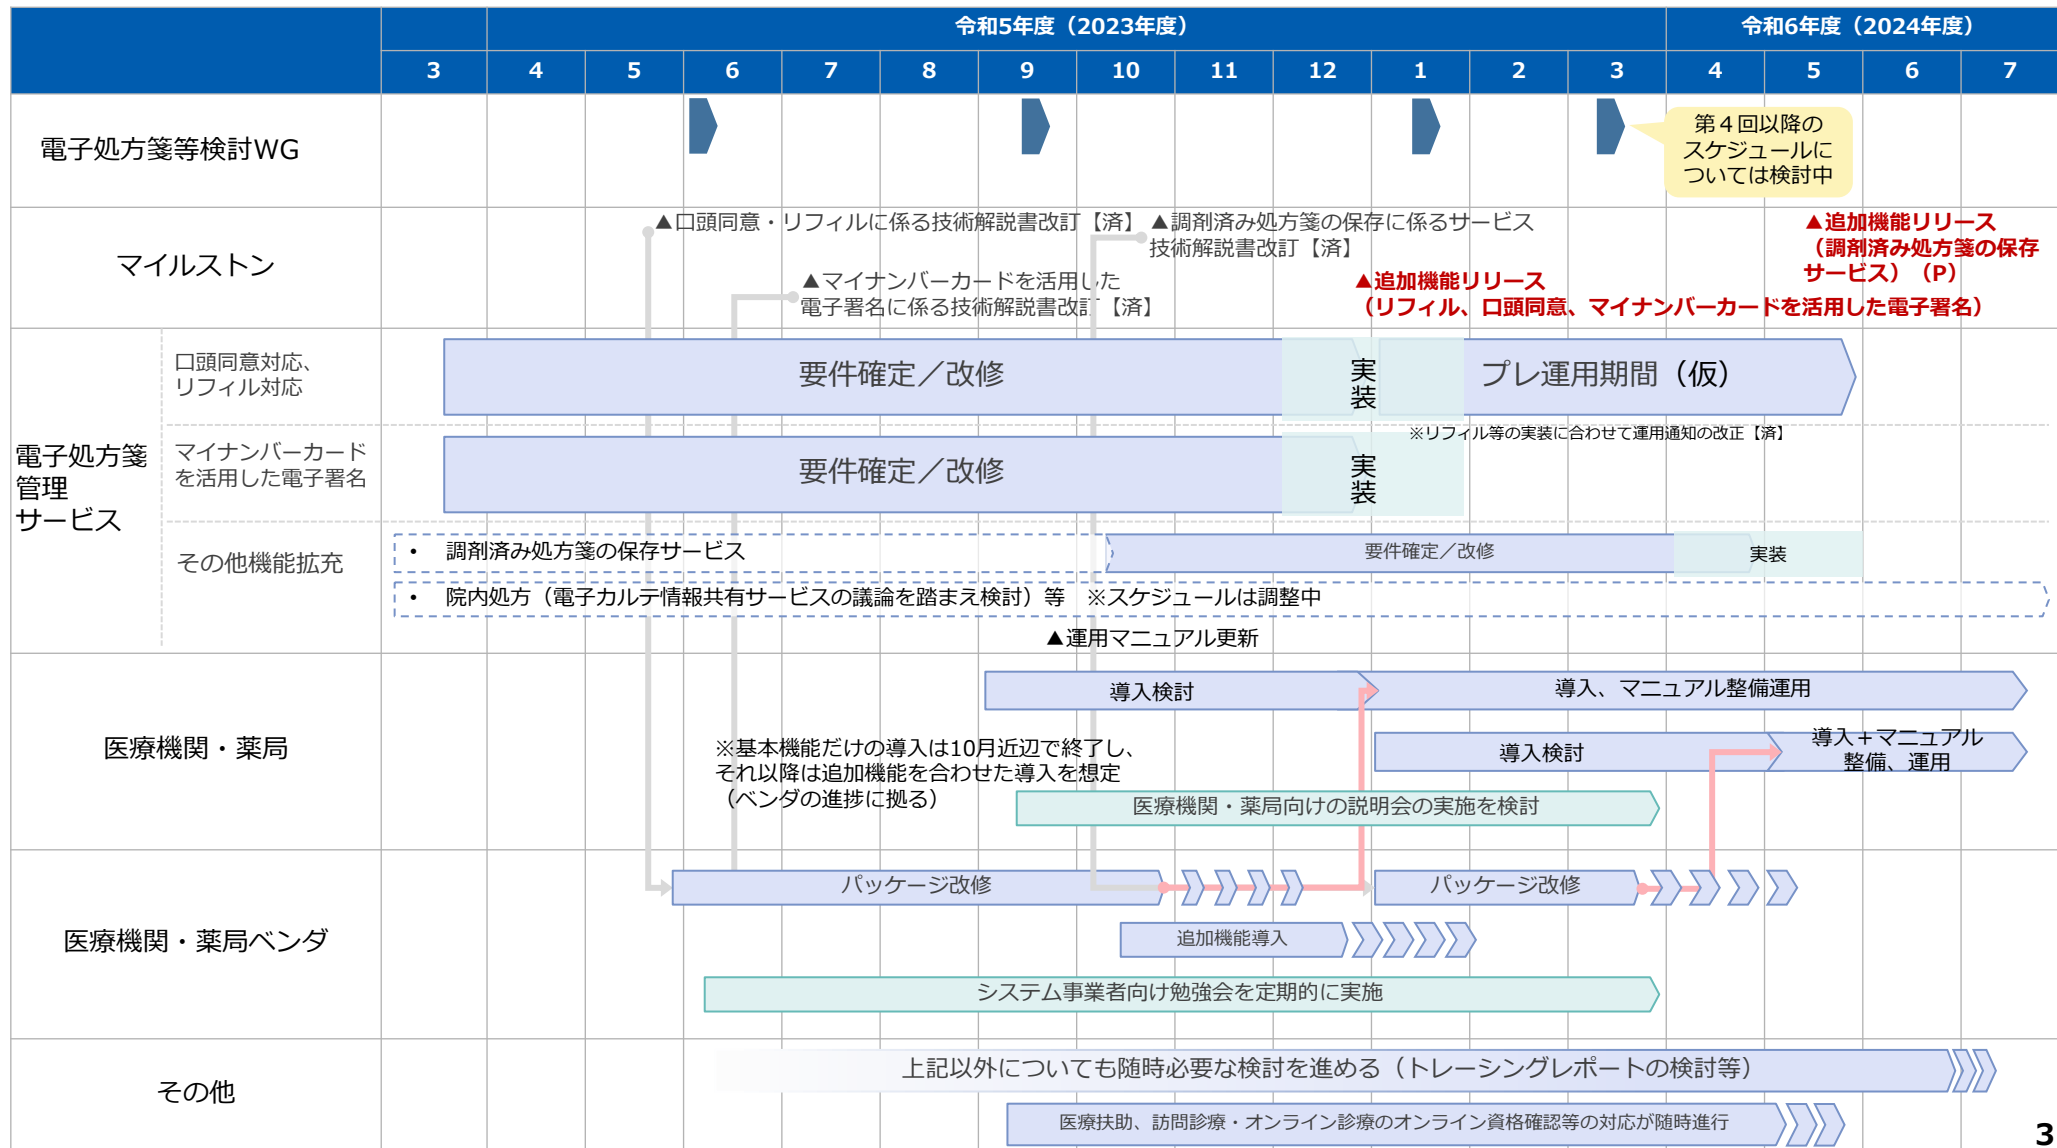 令和5年度（2023年度）
令和6年度（2024年度）
3 4 5 6 7 8 9 10 11 12 1 2 3 4 5 6 7
電子処方箋等検討WG
第４回以降の
スケジュールに
ついては検討中
マイルストン
▲口頭同意・リフィルに係る技術解説書改訂【済】
▲調剤済み処方箋の保存に係るサービス
技術解説書改訂【済】
▲追加機能リリース
（調剤済み処方箋の保存
サービス）（P）
▲マイナンバーカードを活用した
電子署名に係る技術解説書改訂【済】
▲追加機能リリース
（リフィル、口頭同意、マイナンバーカードを活用した電子署名）
電子処方箋
管理
サービス
口頭同意対応、
リフィル対応
要件確定／改修
実装
プレ運用期間（仮）
※リフィル等の実装に合わせて運用通知の改正【済】
マイナンバーカード
を活用した電子署名
要件確定／改修
実装
その他機能拡充
・ 調剤済み処方箋の保存サービス
要件確定／改修
実装
・ 院内処方（電子カルテ情報共有サービスの議論を踏まえ検討）等 ※スケジュールは調整中
▲運用マニュアル更新
医療機関・薬局
導入検討
導入、マニュアル整備運用
※基本機能だけの導入は10月近辺で終了し、
それ以降は追加機能を合わせた導入を想定
（ベンダの進捗に拠る）
導入検討
導入＋マニュアル
整備、運用
医療機関・薬局向けの説明会の実施を検討
医療機関・薬局ベンダ
パッケージ改修
パッケージ改修
追加機能導入
システム事業者向け勉強会を定期的に実施
その他
上記以外についても随時必要な検討を進める（トレーシングレポートの検討等）
医療扶助、訪問診療・オンライン診療のオンライン資格確認等の対応が随時進行
3